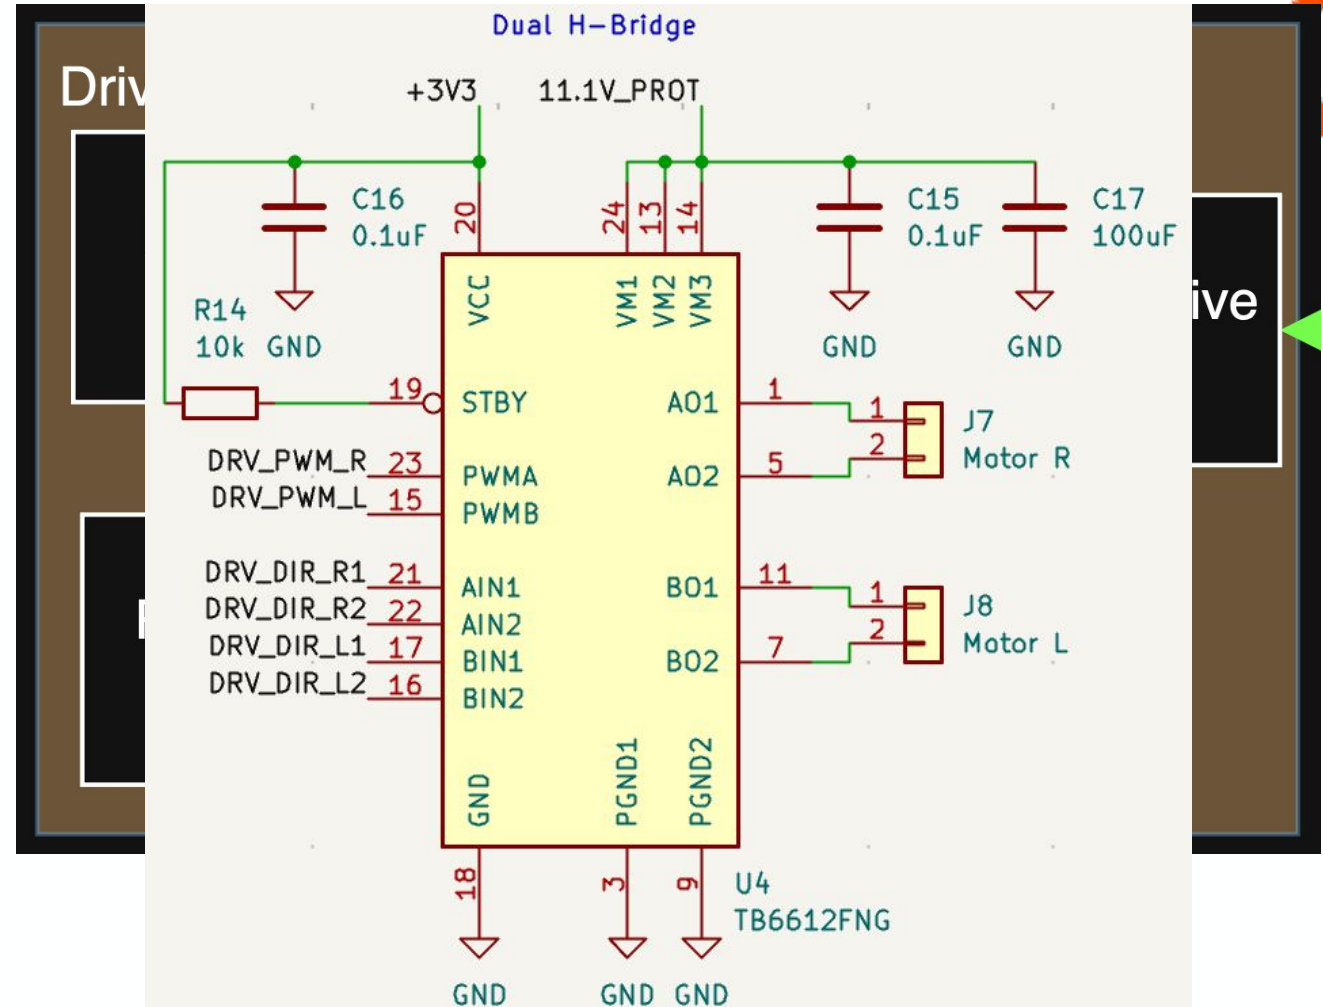 Dual H-Bridge
+3V3
11.1V_PROT
Driv
C16
0.1uF
20
24
13
14
C15
0.1uF
C17
100uF
VCC
VM1
VM2
VM3
ive
R14
10k
GND
GND
GND
19
STBY
AO1
1
1
2
J7
Motor R
DRV_PWM_R
23
PWMA
AO2
5
DRV_PWM_L
15
PWMB
DRV_DIR_R1
21
AIN1
BO1
11
1
2
J8
Motor L
DRV_DIR_R2
22
AIN2
DRV_DIR_L1
17
BIN1
BO2
7
DRV_DIR_L2
16
BIN2
GND
PGND1
PGND2
18
3
9
U4
TB6612FNG
GND
GND
GND